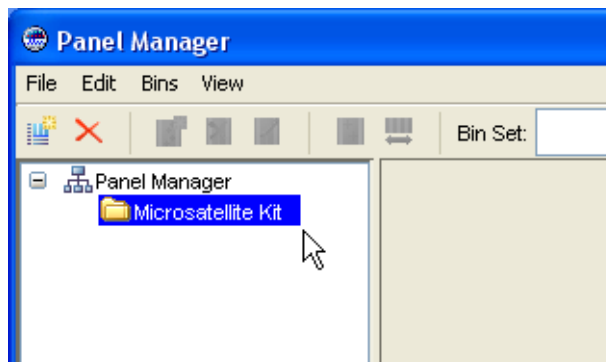 Panel Manager
File Edit Bins View
Bin Set:
Panel Manager
Microsatellite Kit